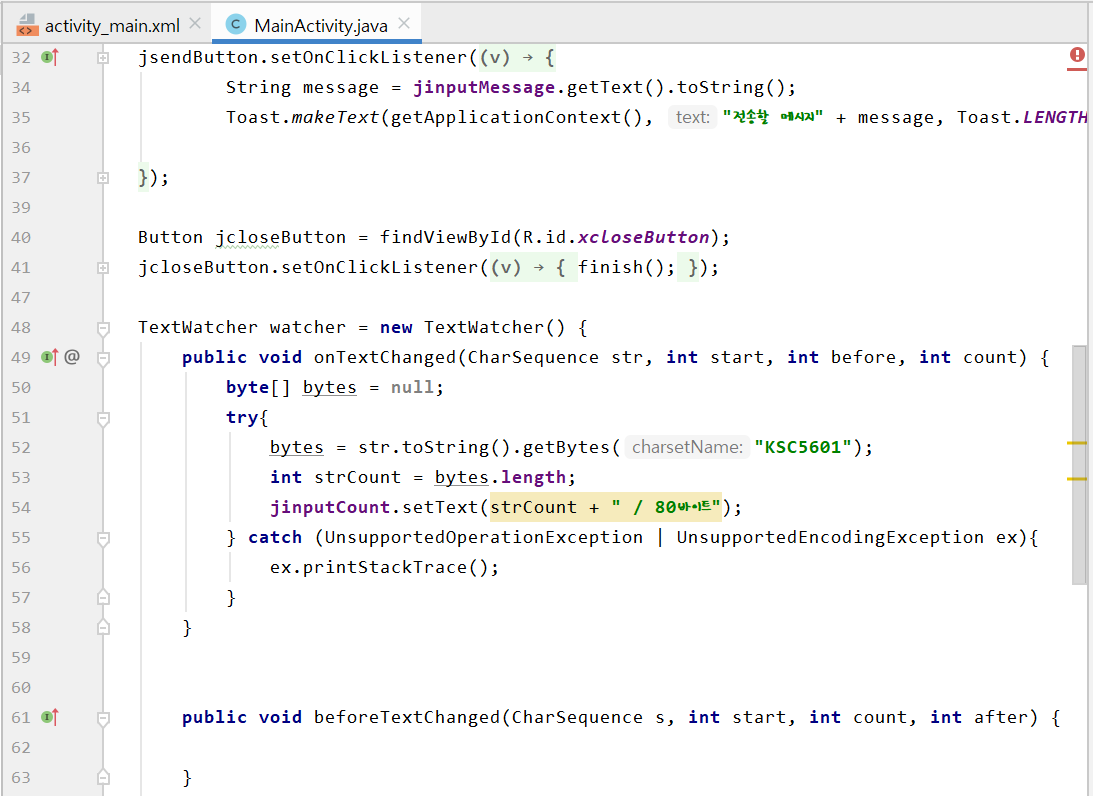 activity_main.xml
MainActivity.java
32 jsendButton.setOnClickListener((v) → {
34 String message = jinputMessage.getText().toString();
35 Toast.makeText(getApplicationContext(), text: "전송할 메시지" + message, Toast.LENGTH
36
37 });
39
40 Button jcloseButton = findViewById(R.id.xcloseButton);
41 jcloseButton.setOnClickListener((v) → { finish(); });
47
48 TextWatcher watcher = new TextWatcher() {
49 @ public void onTextChanged(CharSequence str, int start, int before, int count) {
50 byte[] bytes = null;
51 try{
52 bytes = str.toString().getBytes( charsetName: "KSC5601");
53 int strCount = bytes.length;
54 jinputCount.setText(strCount + " / 80바이트");
55 } catch (UnsupportedOperationException | UnsupportedEncodingException ex){
56 ex.printStackTrace();
57 }
58 }
59
60
61 public void beforeTextChanged(CharSequence s, int start, int count, int after) {
62
63 }